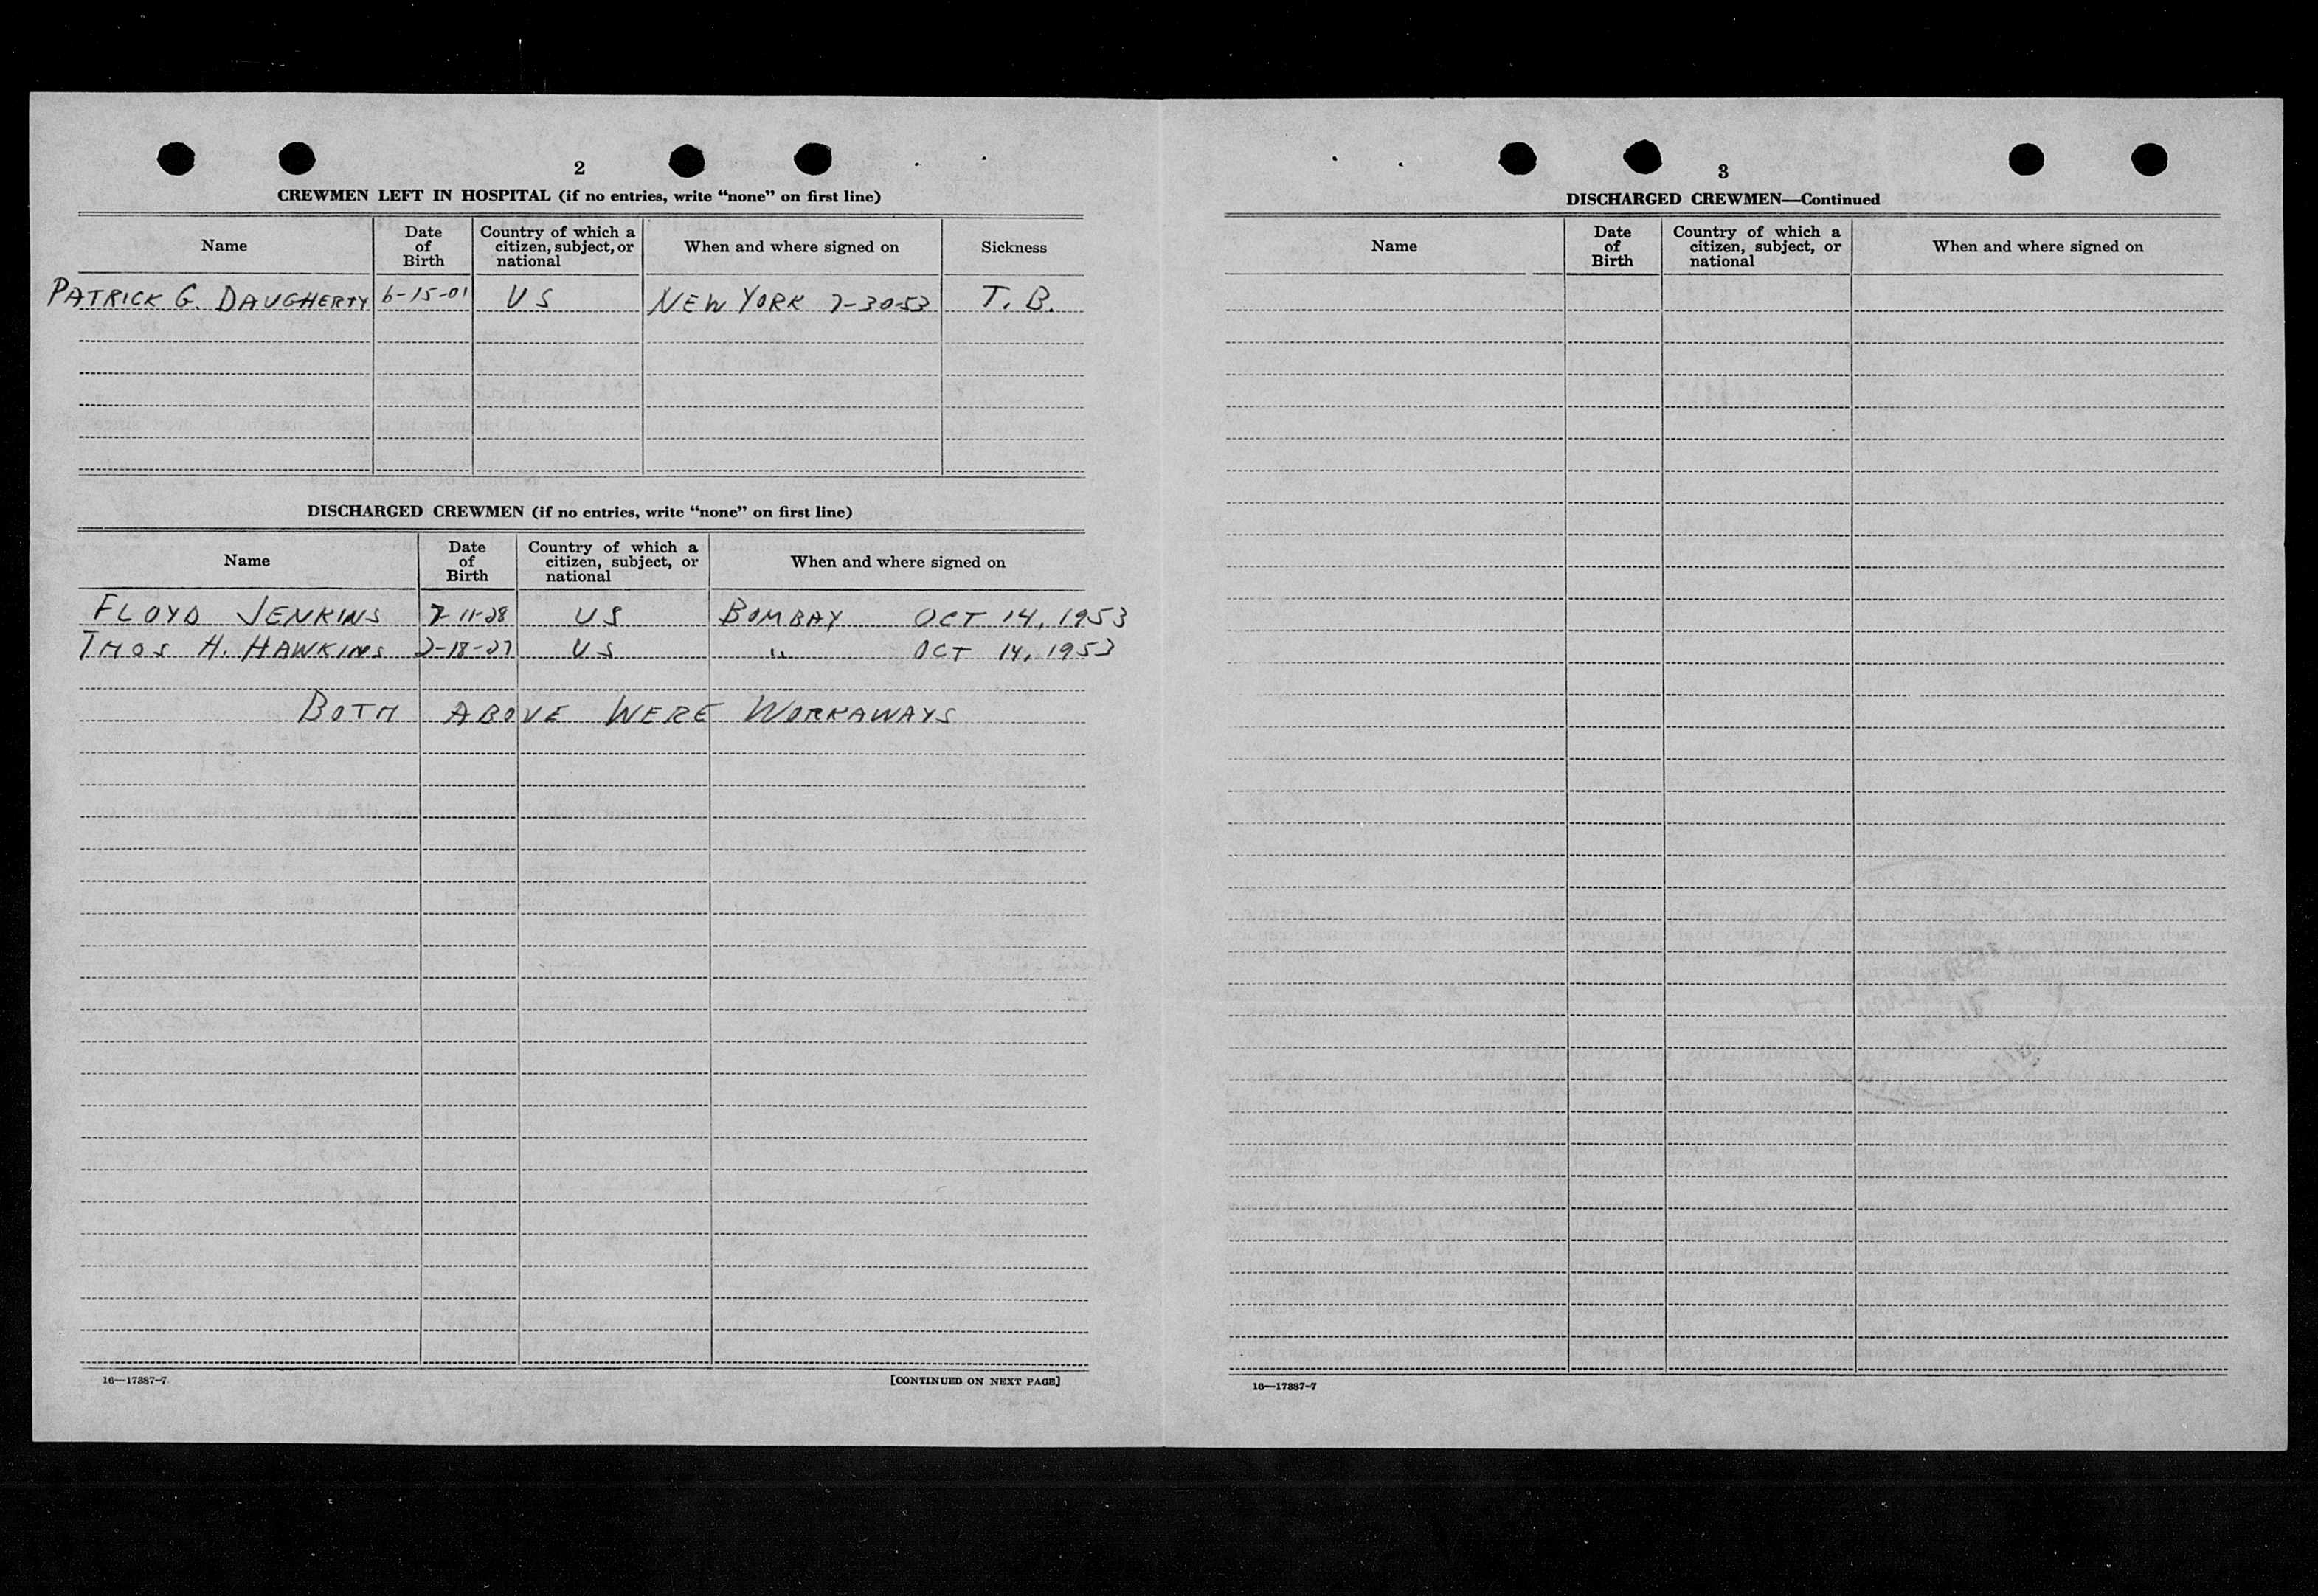 2
CREWMEN LEFT IN HOSPITAL (if no entries, write “none” on first line)
Name
Date of Birth
Country of which a citizen, subject, or national
When and where signed on
Sickness
PATRICK G. DAUGHERTY 6-15-01 US NEW YORK 7-30-53 T. B.
DISCHARGED CREWMEN (if no entries, write “none” on first line)
Name
Date of Birth
Country of which a citizen, subject, or national
When and where signed on
FLOYD JENKINS 7-11-28 US BOMBAY OCT 14, 1953
THOS H. HAWKINS 2-18-27 US " OCT 14, 1953
BOTH ABOVE WERE WORKAWAYS
16—17387-7
[CONTINUED ON NEXT PAGE]
3
DISCHARGED CREWMEN—Continued
Name
Date of Birth
Country of which a citizen, subject, or national
When and where signed on
16—17387-7